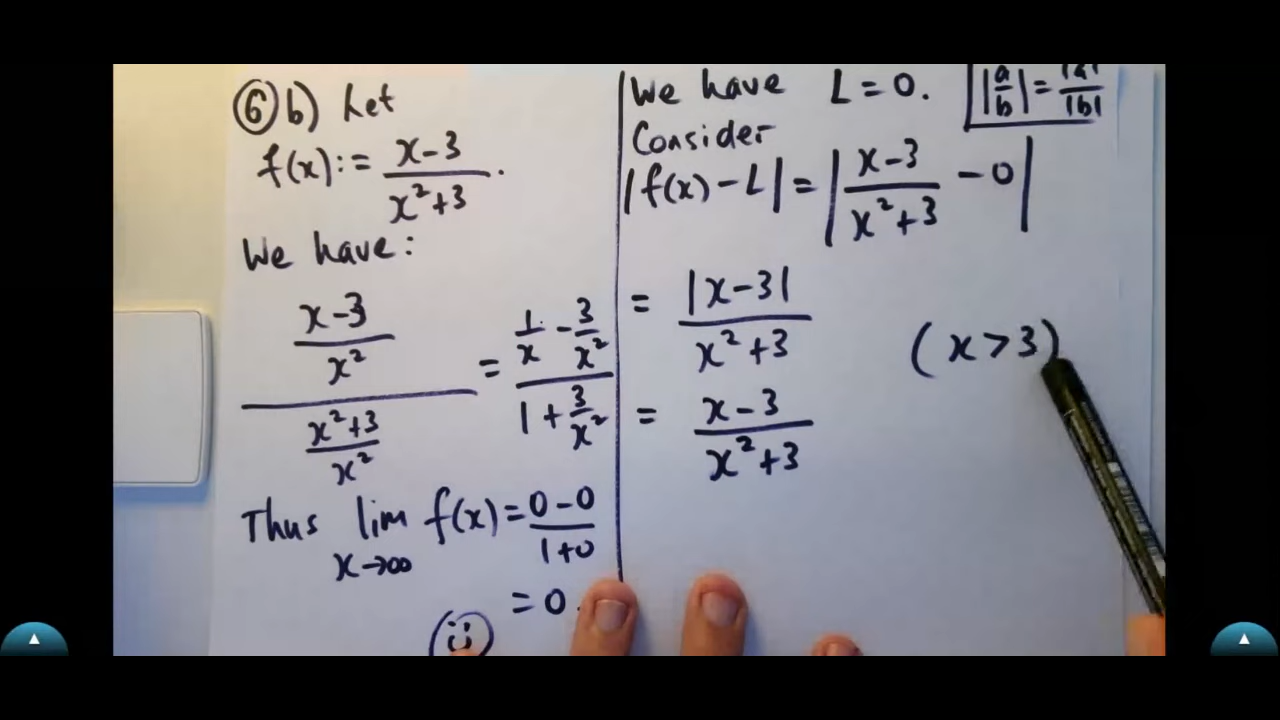 ⑥ b) Let
f(x) := x-3 / x²+3 .
We have:
x-3 / x² / x²+3 / x² = 1/x - 3/x² / 1 + 3/x²
Thus lim x→∞ f(x) = 0-0 / 1+0
= 0.
We have L = 0. |a/b| = |a| / |b|
Consider
|f(x) - L| = | x-3 / x²+3 - 0 |
= |x-3| / x²+3 (x > 3)
= x-3 / x²+3